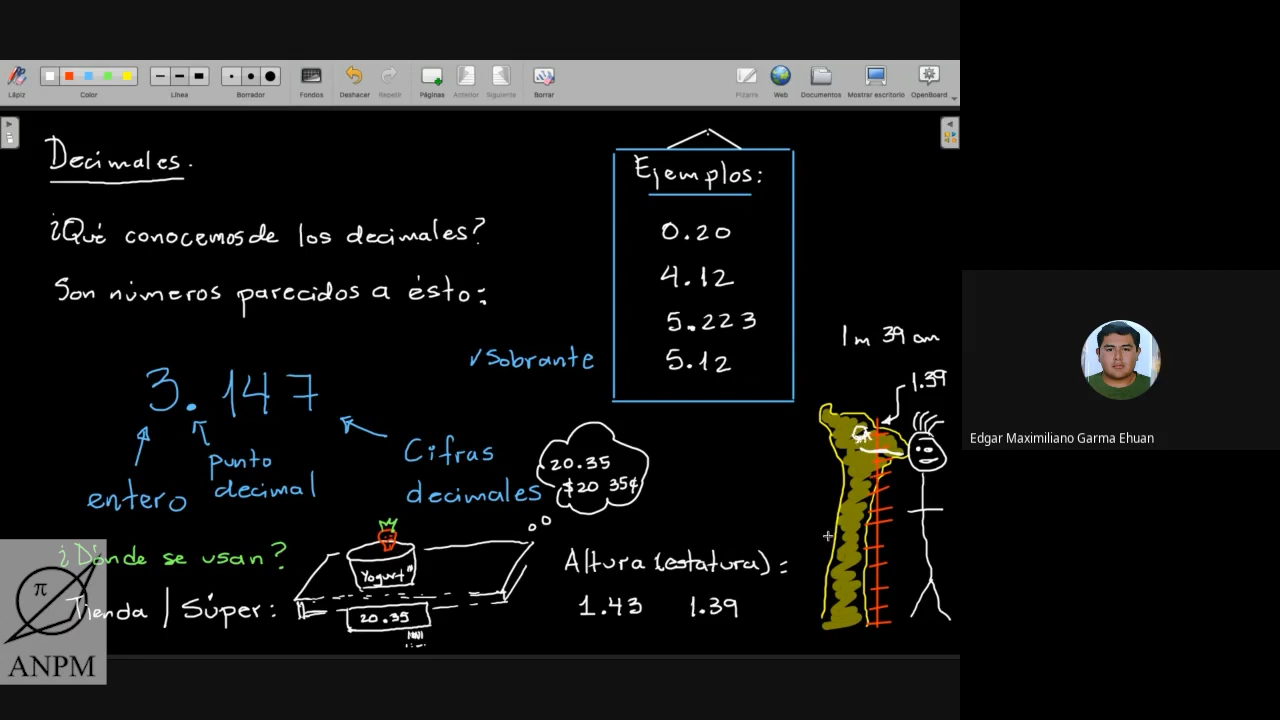 Lápiz
Color
Línea
Borrador
Fondos
Deshacer
Repetir
Páginas
Anterior
Siguiente
Borrar
Pizarra
Web
Documentos
Mostrar escritorio
OpenBoard
Decimales.
¿Qué conocemos de los decimales?
Son números parecidos a ésto:
Ejemplos:
0.20
4.12
5.223
5.12
✓Sobrante
3.147
entero
punto
decimal
Cifras
decimales
20.35
$20 35¢
¿Dónde se usan?
Tienda / Súper:
Yogurt
20.35
Altura (estatura) =
1.43 1.39
1m 39 cm
1.39
π
ANPM
Edgar Maximiliano Garma Ehuan